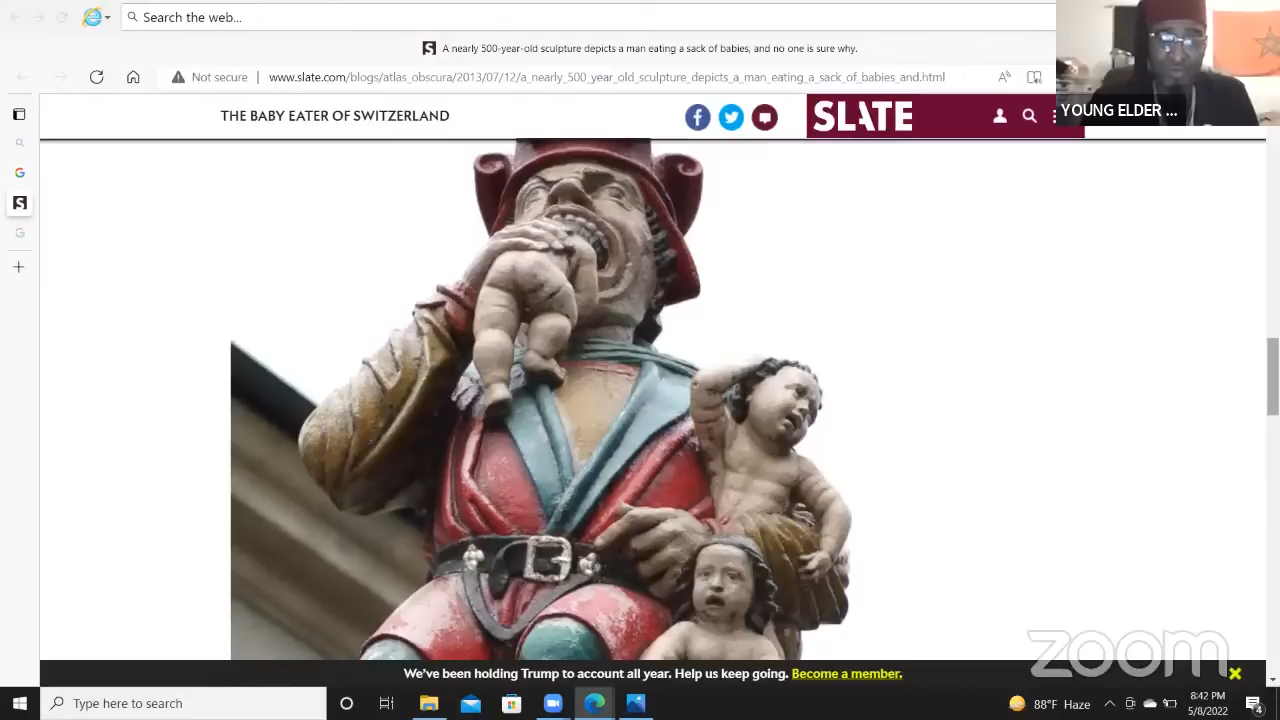 Search the web...
A nearly 500-year-old sculpture depicts a man eating a sack of babies, and no one is sure why.
Not secure
www.slate.com/blogs/atlas_obscura/2013/07/12/a_nearly_500_year_old_sculpture_depicts_a_man_eating_a_sack_of_babies_and.html
YOUNG ELDER ...
THE BABY EATER OF SWITZERLAND
SLATE
We've been holding Trump to account all year. Help us keep going. Become a member.
zoom
Type here to search
88°F Haze
8:42 PM
5/8/2022
4